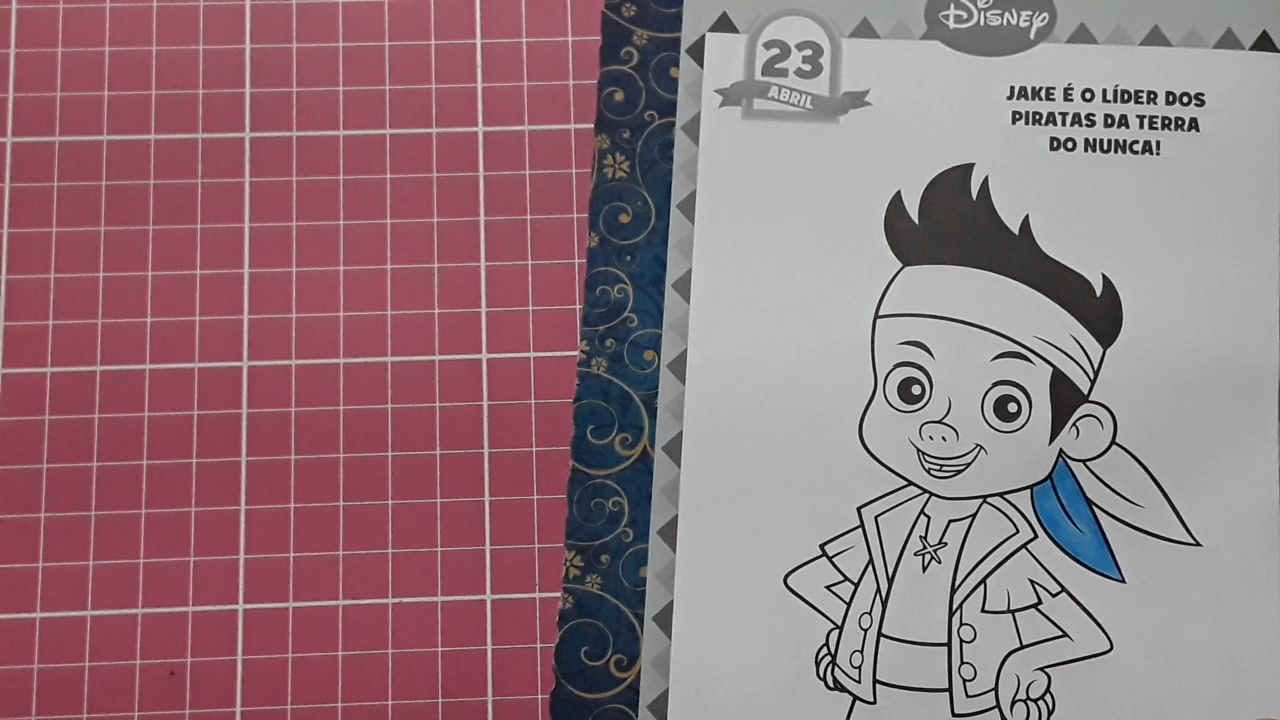 DISNEY
23
ABRIL
JAKE É O LÍDER DOS
PIRATAS DA TERRA
DO NUNCA!